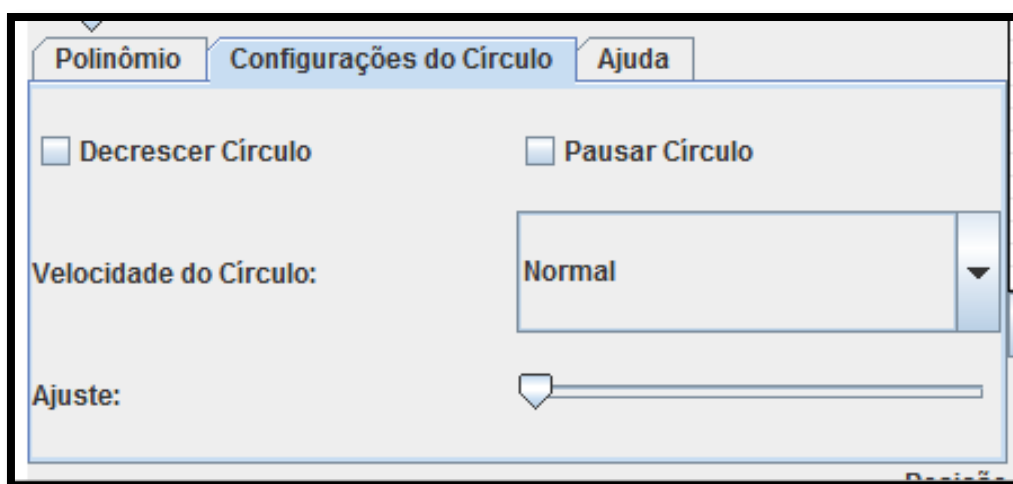 Polinômio Configurações do Círculo Ajuda
Decrescer Círculo Pausar Círculo
Velocidade do Círculo: Normal
Ajuste: